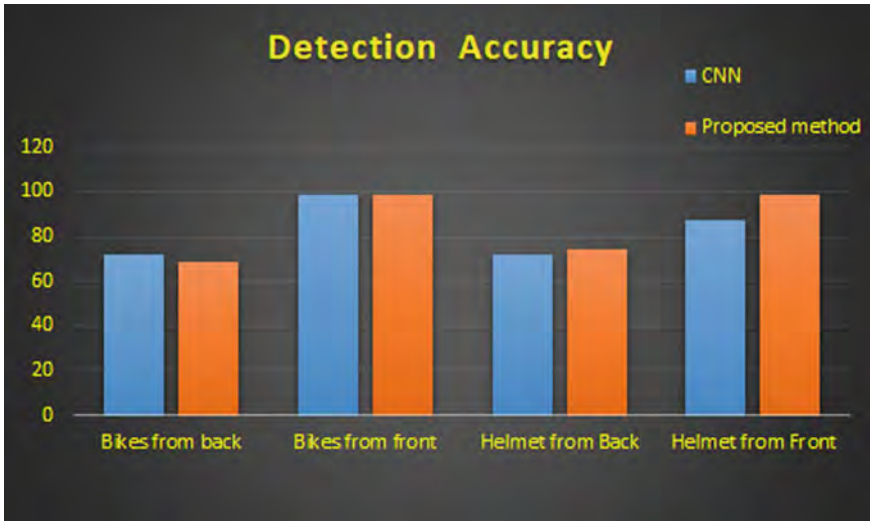 Detection Accuracy
CNN
Proposed method
120
100
80
60
40
20
0
Bikes from back
Bikes from front
Helmet from Back
Helmet from Front